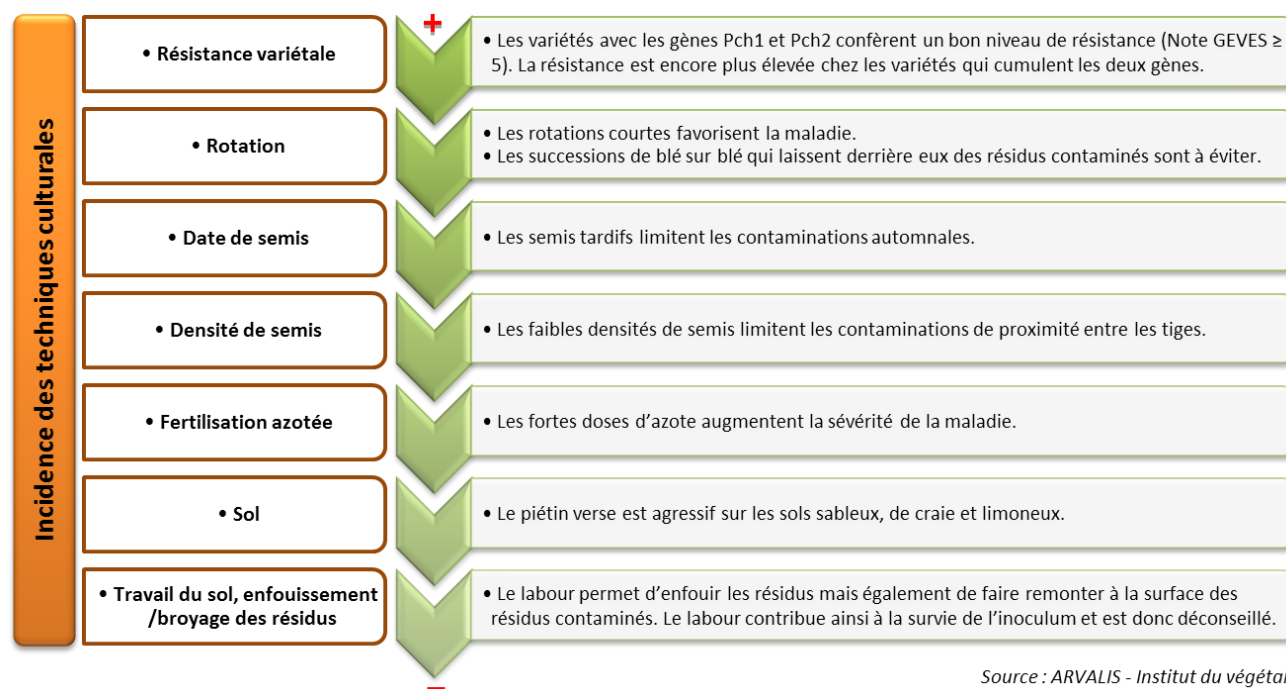 Incidence des techniques culturales
+
• Résistance variétale
• Les variétés avec les gènes Pch1 et Pch2 confèrent un bon niveau de résistance (Note GEVES ≥
5). La résistance est encore plus élevée chez les variétés qui cumulent les deux gènes.
• Rotation
• Les rotations courtes favorisent la maladie.
• Les successions de blé sur blé qui laissent derrière eux des résidus contaminés sont à éviter.
• Date de semis
• Les semis tardifs limitent les contaminations automnales.
• Densité de semis
• Les faibles densités de semis limitent les contaminations de proximité entre les tiges.
• Fertilisation azotée
• Les fortes doses d’azote augmentent la sévérité de la maladie.
• Sol
• Le piétin verse est agressif sur les sols sableux, de craie et limoneux.
• Travail du sol, enfouissement
/broyage des résidus
• Le labour permet d’enfouir les résidus mais également de faire remonter à la surface des
résidus contaminés. Le labour contribue ainsi à la survie de l’inoculum et est donc déconseillé.
–
Source : ARVALIS - Institut du végéta